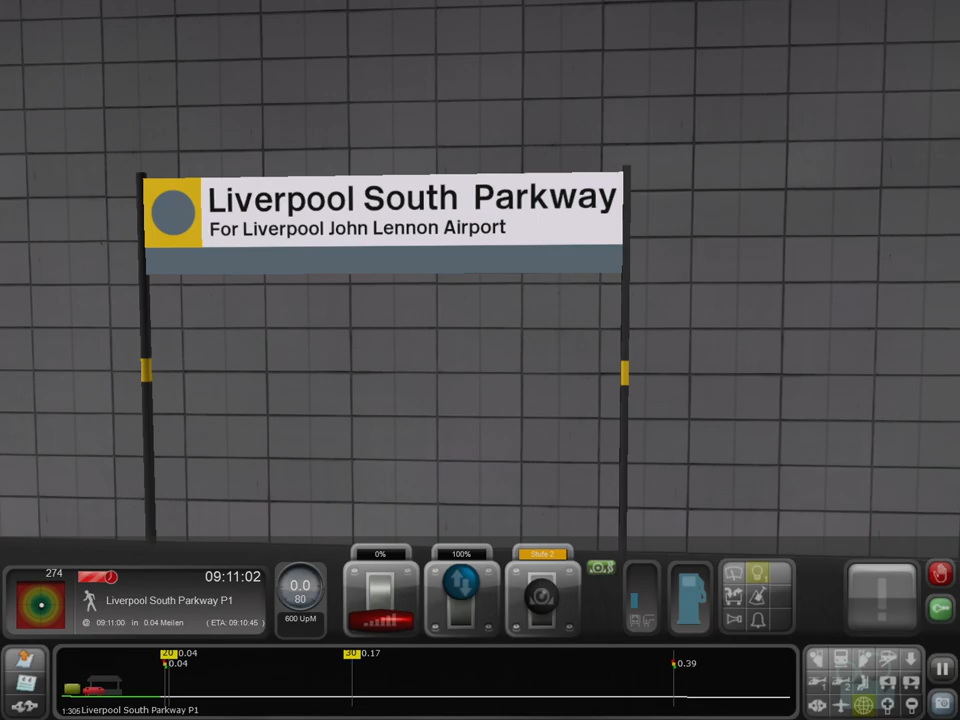 Liverpool South Parkway
For Liverpool John Lennon Airport
0%
100%
Stufe 2
274
09:11:02
Liverpool South Parkway P1
@ 09:11:00 in 0.04 Meilen ( ETA: 09:10:45 )
0.0
80
600 UpM
20 0.04
0.04
30 0.17
0.39
1:305 Liverpool South Parkway P1